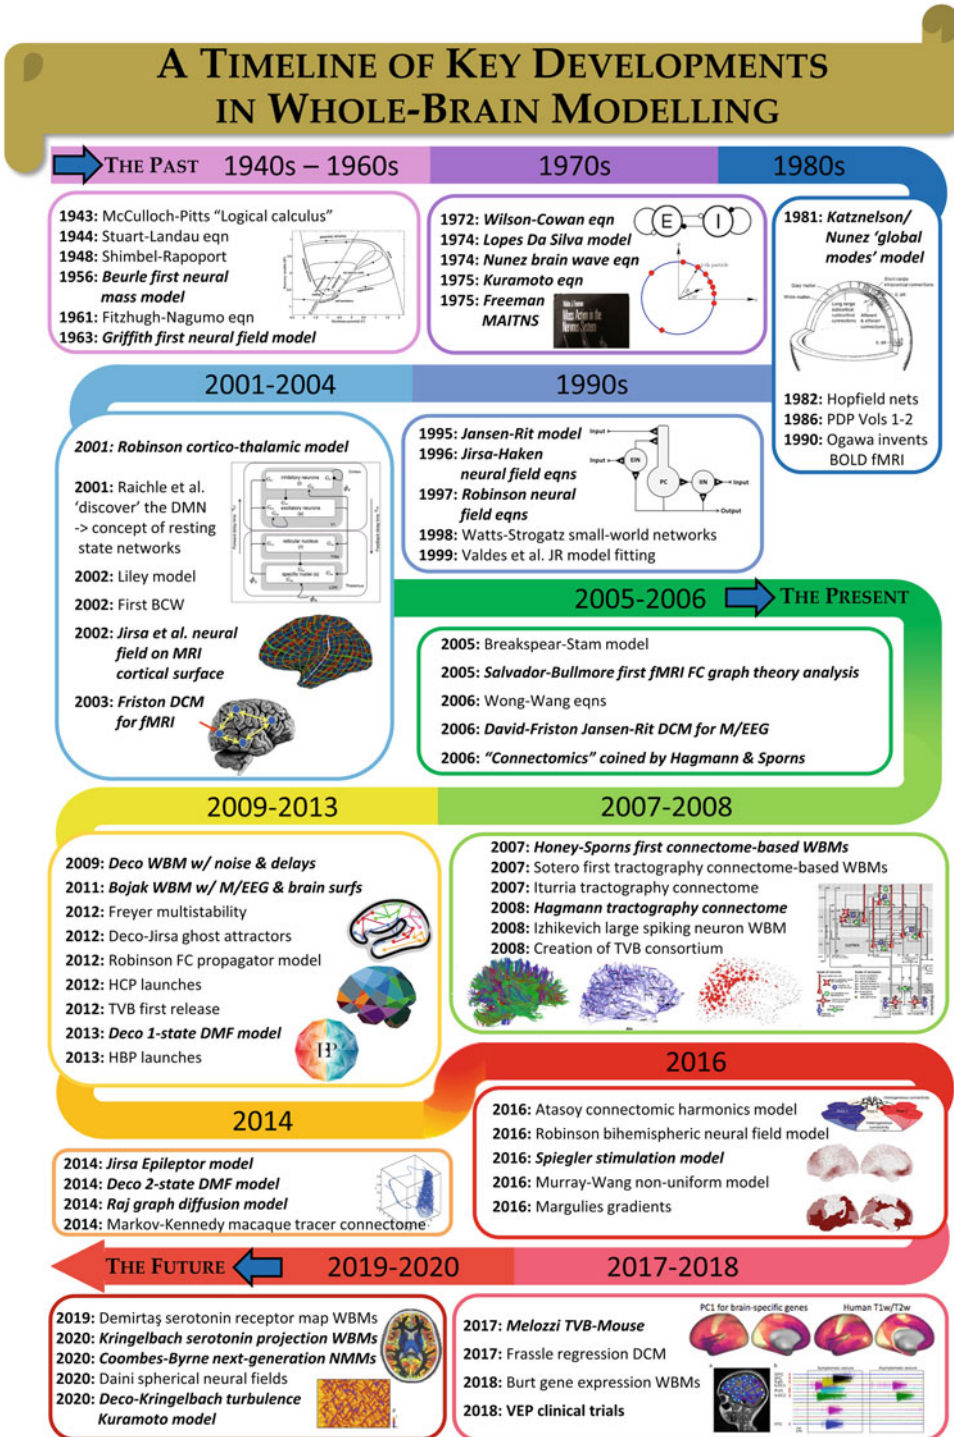 A TIMELINE OF KEY DEVELOPMENTS
IN WHOLE-BRAIN MODELLING
THE PAST 1940s – 1960s
1943: McCulloch-Pitts “Logical calculus”
1944: Stuart-Landau eqn
1948: Shimbel-Rapoport
1956: Beurle first neural
mass model
1961: Fitzhugh-Nagumo eqn
1963: Griffith first neural field model
1970s
1972: Wilson-Cowan eqn
1974: Lopes Da Silva model
1974: Nunez brain wave eqn
1975: Kuramoto eqn
1975: Freeman
MAITNS
E I
Mass Action in the
Nervous System
1980s
1981: Katznelson/
Nunez ‘global
modes’ model
1982: Hopfield nets
1986: PDP Vols 1-2
1990: Ogawa invents
BOLD fMRI
1990s
1995: Jansen-Rit model
1996: Jirsa-Haken
neural field eqns
1997: Robinson neural
field eqns
1998: Watts-Strogatz small-world networks
1999: Valdes et al. JR model fitting
Input
Input
EIN
PC
IIN
Input
Output
2001-2004
2001: Robinson cortico-thalamic model
2001: Raichle et al.
‘discover’ the DMN
-> concept of resting
state networks
2002: Liley model
2002: First BCW
2002: Jirsa et al. neural
field on MRI
cortical surface
2003: Friston DCM
for fMRI
2005-2006 THE PRESENT
2005: Breakspear-Stam model
2005: Salvador-Bullmore first fMRI FC graph theory analysis
2006: Wong-Wang eqns
2006: David-Friston Jansen-Rit DCM for M/EEG
2006: “Connectomics” coined by Hagmann & Sporns
2007-2008
2007: Honey-Sporns first connectome-based WBMs
2007: Sotero first tractography connectome-based WBMs
2007: Iturria tractography connectome
2008: Hagmann tractography connectome
2008: Izhikevich large spiking neuron WBM
2008: Creation of TVB consortium
2009-2013
2009: Deco WBM w/ noise & delays
2011: Bojak WBM w/ M/EEG & brain surfs
2012: Freyer multistability
2012: Deco-Jirsa ghost attractors
2012: Robinson FC propagator model
2012: HCP launches
2012: TVB first release
2013: Deco 1-state DMF model
2013: HBP launches
2014
2014: Jirsa Epileptor model
2014: Deco 2-state DMF model
2014: Raj graph diffusion model
2014: Markov-Kennedy macaque tracer connectome
2016
2016: Atasoy connectomic harmonics model
2016: Robinson bihemispheric neural field model
2016: Spiegler stimulation model
2016: Murray-Wang non-uniform model
2016: Margulies gradients
2017-2018
2017: Melozzi TVB-Mouse
2017: Frassle regression DCM
2018: Burt gene expression WBMs
2018: VEP clinical trials
PC1 for brain-specific genes
Human T1w/T2w
THE FUTURE 2019-2020
2019: Demirtaş serotonin receptor map WBMs
2020: Kringelbach serotonin projection WBMs
2020: Coombes-Byrne next-generation NMMs
2020: Daini spherical neural fields
2020: Deco-Kringelbach turbulence
Kuramoto model